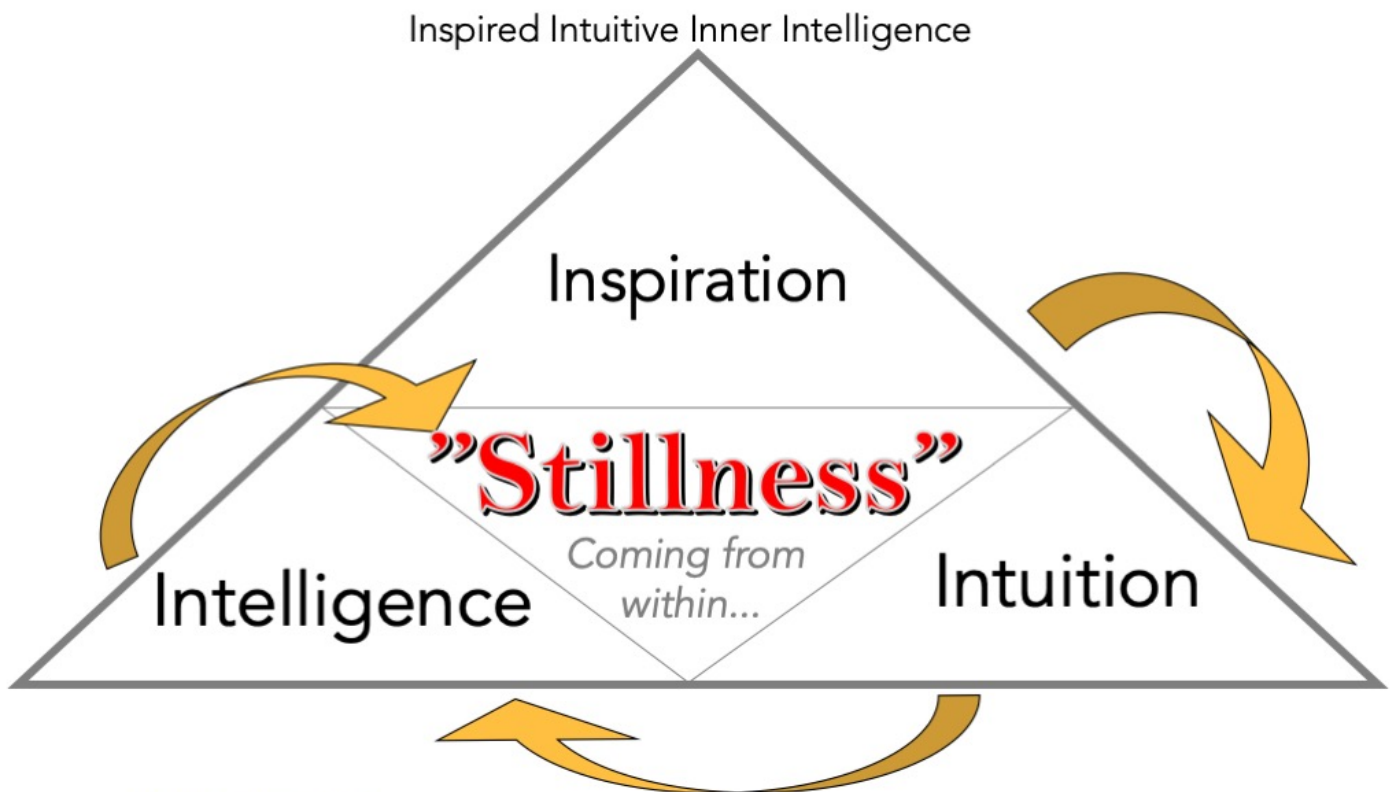 Inspired Intuitive Inner Intelligence
Inspiration
”Stillness”
Coming from
within...
Intelligence
Intuition